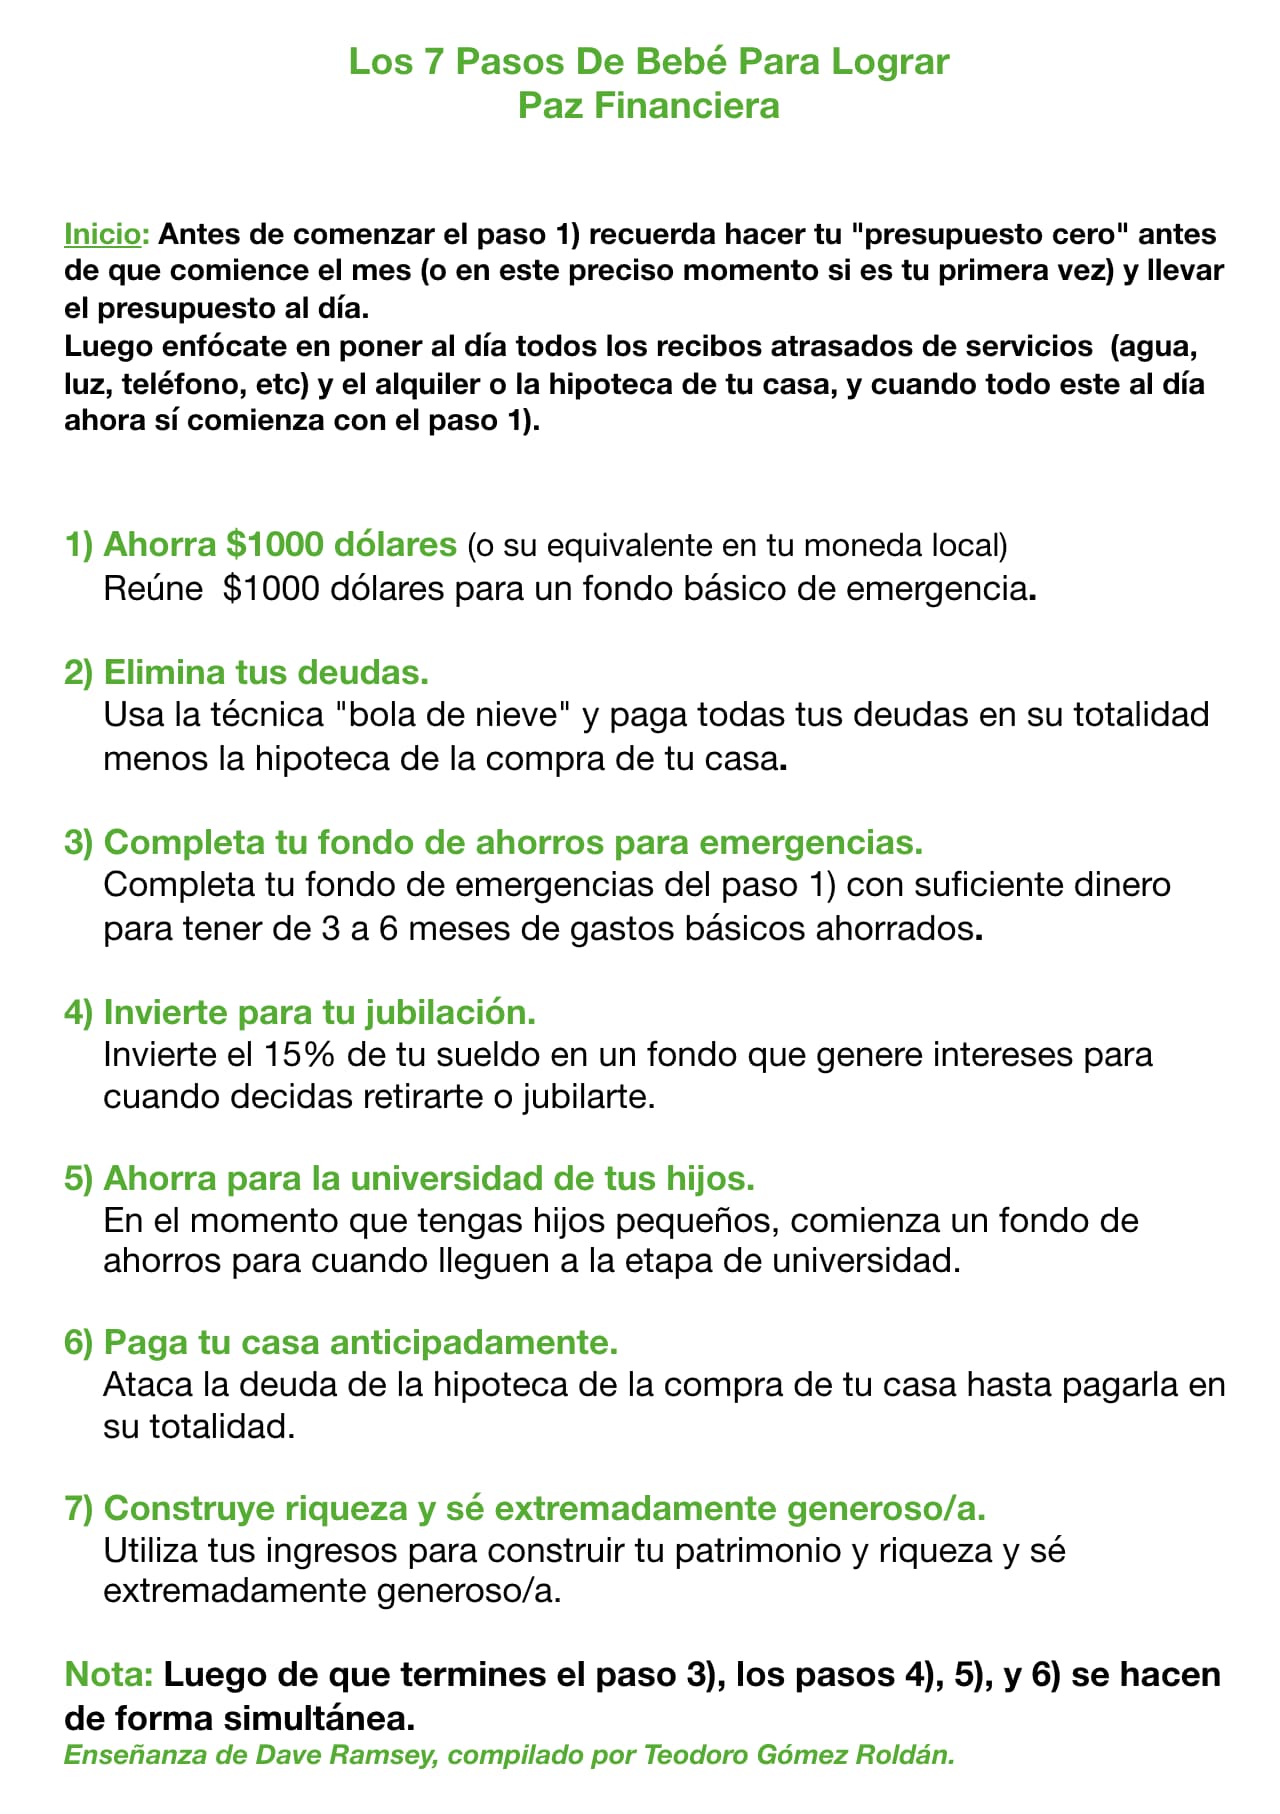 Los 7 Pasos De Bebé Para Lograr
Paz Financiera
Inicio: Antes de comenzar el paso 1) recuerda hacer tu "presupuesto cero" antes
de que comience el mes (o en este preciso momento si es tu primera vez) y llevar
el presupuesto al día.
Luego enfócate en poner al día todos los recibos atrasados de servicios  (agua,
luz, teléfono, etc) y el alquiler o la hipoteca de tu casa, y cuando todo este al día
ahora sí comienza con el paso 1).
1) Ahorra $1000 dólares (o su equivalente en tu moneda local)
Reúne  $1000 dólares para un fondo básico de emergencia.
2) Elimina tus deudas.
Usa la técnica "bola de nieve" y paga todas tus deudas en su totalidad
menos la hipoteca de la compra de tu casa.
3) Completa tu fondo de ahorros para emergencias.
Completa tu fondo de emergencias del paso 1) con suficiente dinero
para tener de 3 a 6 meses de gastos básicos ahorrados.
4) Invierte para tu jubilación.
Invierte el 15% de tu sueldo en un fondo que genere intereses para
cuando decidas retirarte o jubilarte.
5) Ahorra para la universidad de tus hijos.
En el momento que tengas hijos pequeños, comienza un fondo de
ahorros para cuando lleguen a la etapa de universidad.
6) Paga tu casa anticipadamente.
Ataca la deuda de la hipoteca de la compra de tu casa hasta pagarla en
su totalidad.
7) Construye riqueza y sé extremadamente generoso/a.
Utiliza tus ingresos para construir tu patrimonio y riqueza y sé
extremadamente generoso/a.
Nota: Luego de que termines el paso 3), los pasos 4), 5), y 6) se hacen
de forma simultánea.
Enseñanza de Dave Ramsey, compilado por Teodoro Gómez Roldán.